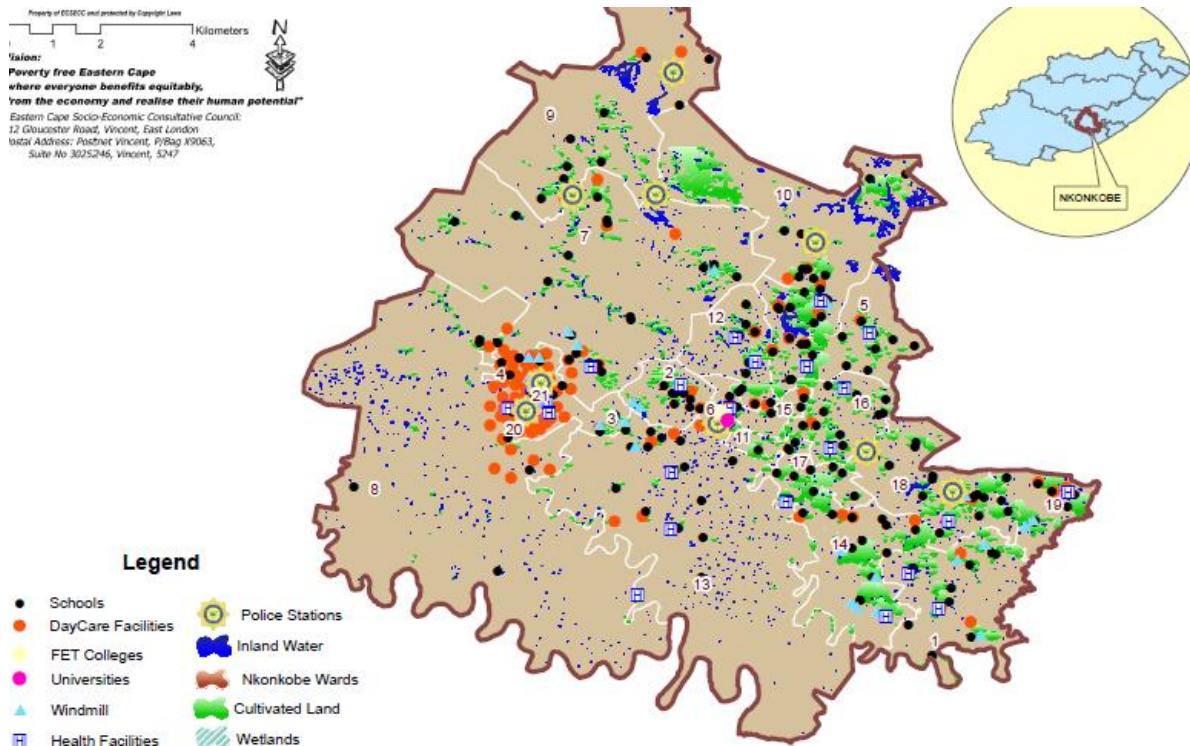 Property of ECSECC and protected by Copyright Laws
Kilometers
0 1 2 4
N
ision:
Poverty free Eastern Cape
where everyone benefits equitably,
from the economy and realise their human potential"
Eastern Cape Socio-Economic Consultative Council:
12 Gloucester Road, Vincent, East London
Postal Address: Postnet Vincent, P/Bag X9063,
Suite No 3025246, Vincent, 5247
NKONKOBE
9
10
7
5
12
4
2
21
16
6
15
3
20
11
17
8
18
19
14
13
1
Legend
Schools
DayCare Facilities
FET Colleges
Universities
Windmill
Health Facilities
Police Stations
Inland Water
Nkonkobe Wards
Cultivated Land
Wetlands